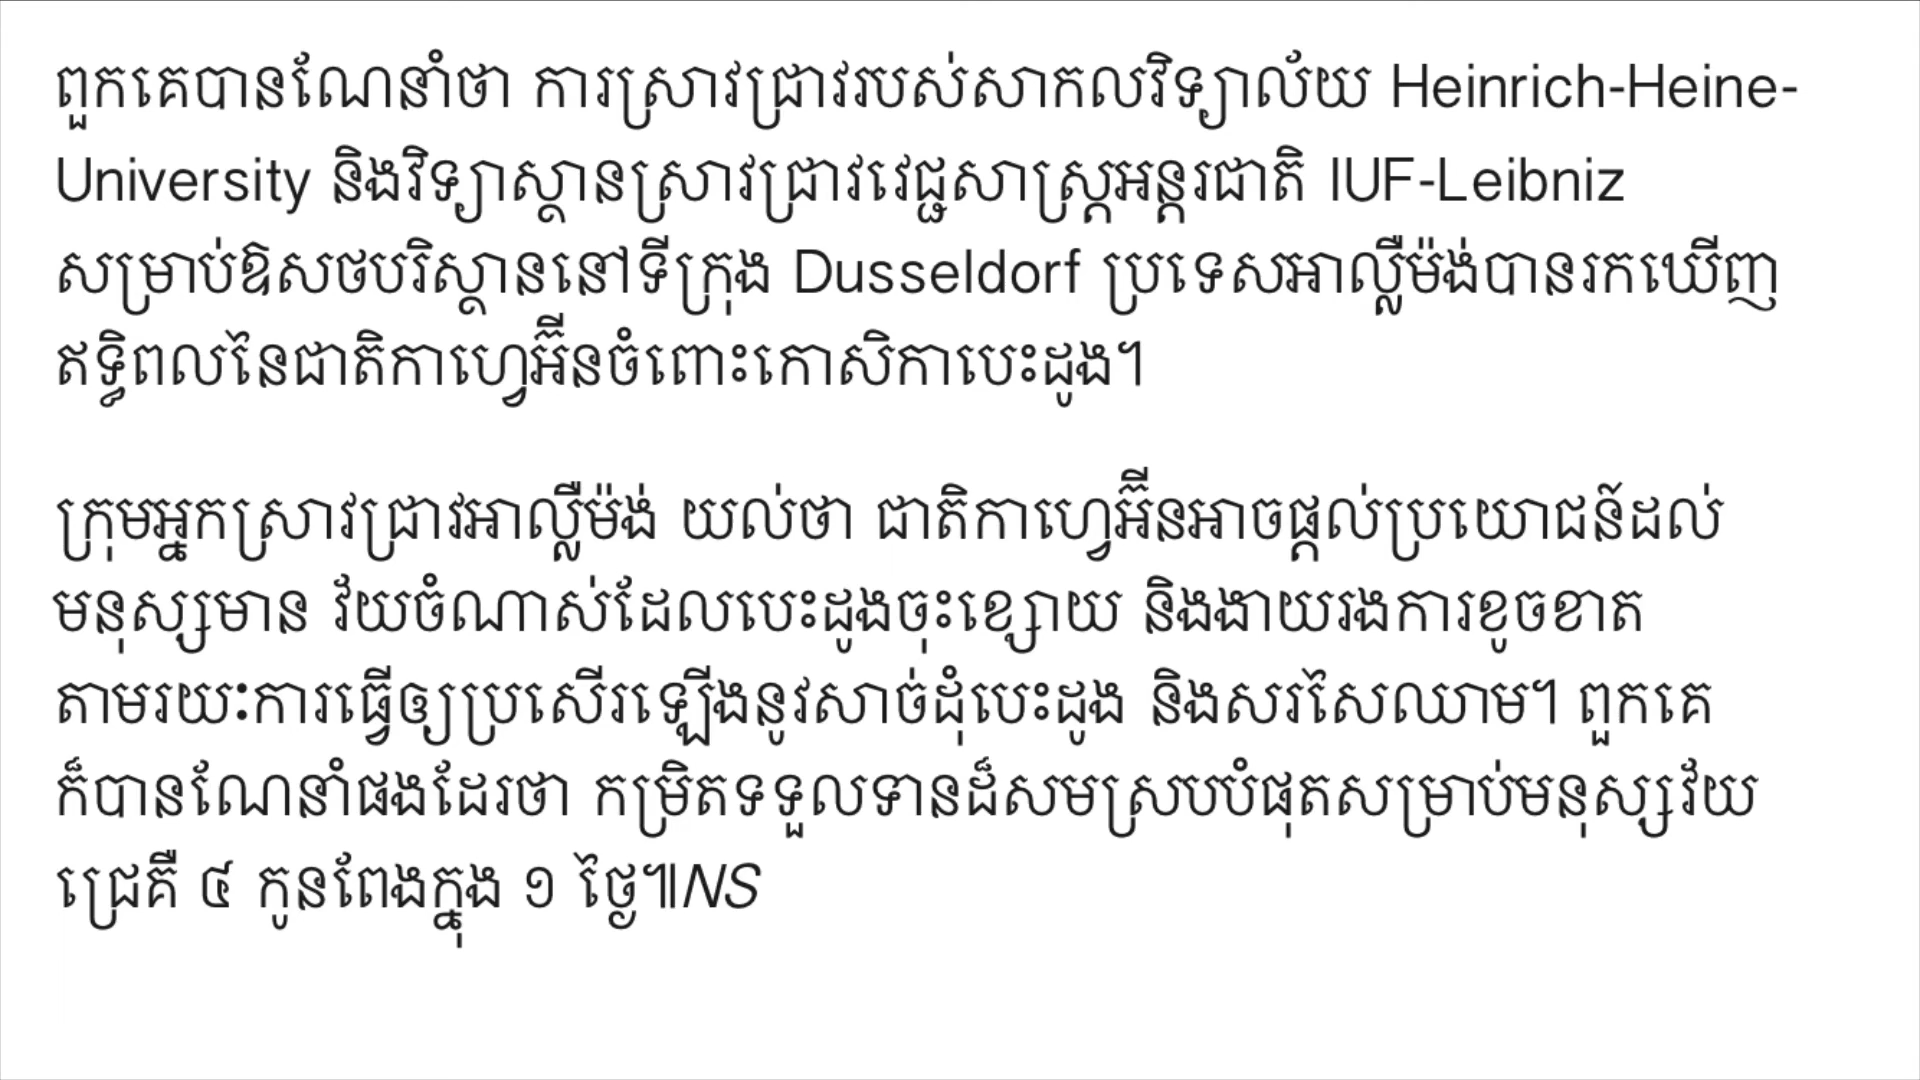 ពួកគេបានណែនាំថា ការស្រាវជ្រាវរបស់សាកលវិទ្យាល័យ Heinrich-Heine-
University និងវិទ្យាស្ថានស្រាវជ្រាវវេជ្ជសាស្ត្រអន្តរជាតិ IUF-Leibniz
សម្រាប់ឱសថបរិស្ថាននៅទីក្រុង Dusseldorf ប្រទេសអាល្លឺម៉ង់បានរកឃើញ
ឥទ្ធិពលនៃជាតិកាហ្វេអ៊ីនចំពោះកោសិកាបេះដូង។
ក្រុមអ្នកស្រាវជ្រាវអាល្លឺម៉ង់ យល់ថា ជាតិកាហ្វេអ៊ីនអាចផ្តល់ប្រយោជន៍ដល់
មនុស្សមាន វ័យចំណាស់ដែលបេះដូងចុះខ្សោយ និងងាយរងការខូចខាត
តាមរយៈការធ្វើឲ្យប្រសើរឡើងនូវសាច់ដុំបេះដូង និងសរសៃឈាម។ ពួកគេ
ក៏បានណែនាំផងដែរថា កម្រិតទទួលទានដ៏សមស្របបំផុតសម្រាប់មនុស្សវ័យ
ជ្រេគឺ ៤ កូនពែងក្នុង ១ ថ្ងៃ៕NS